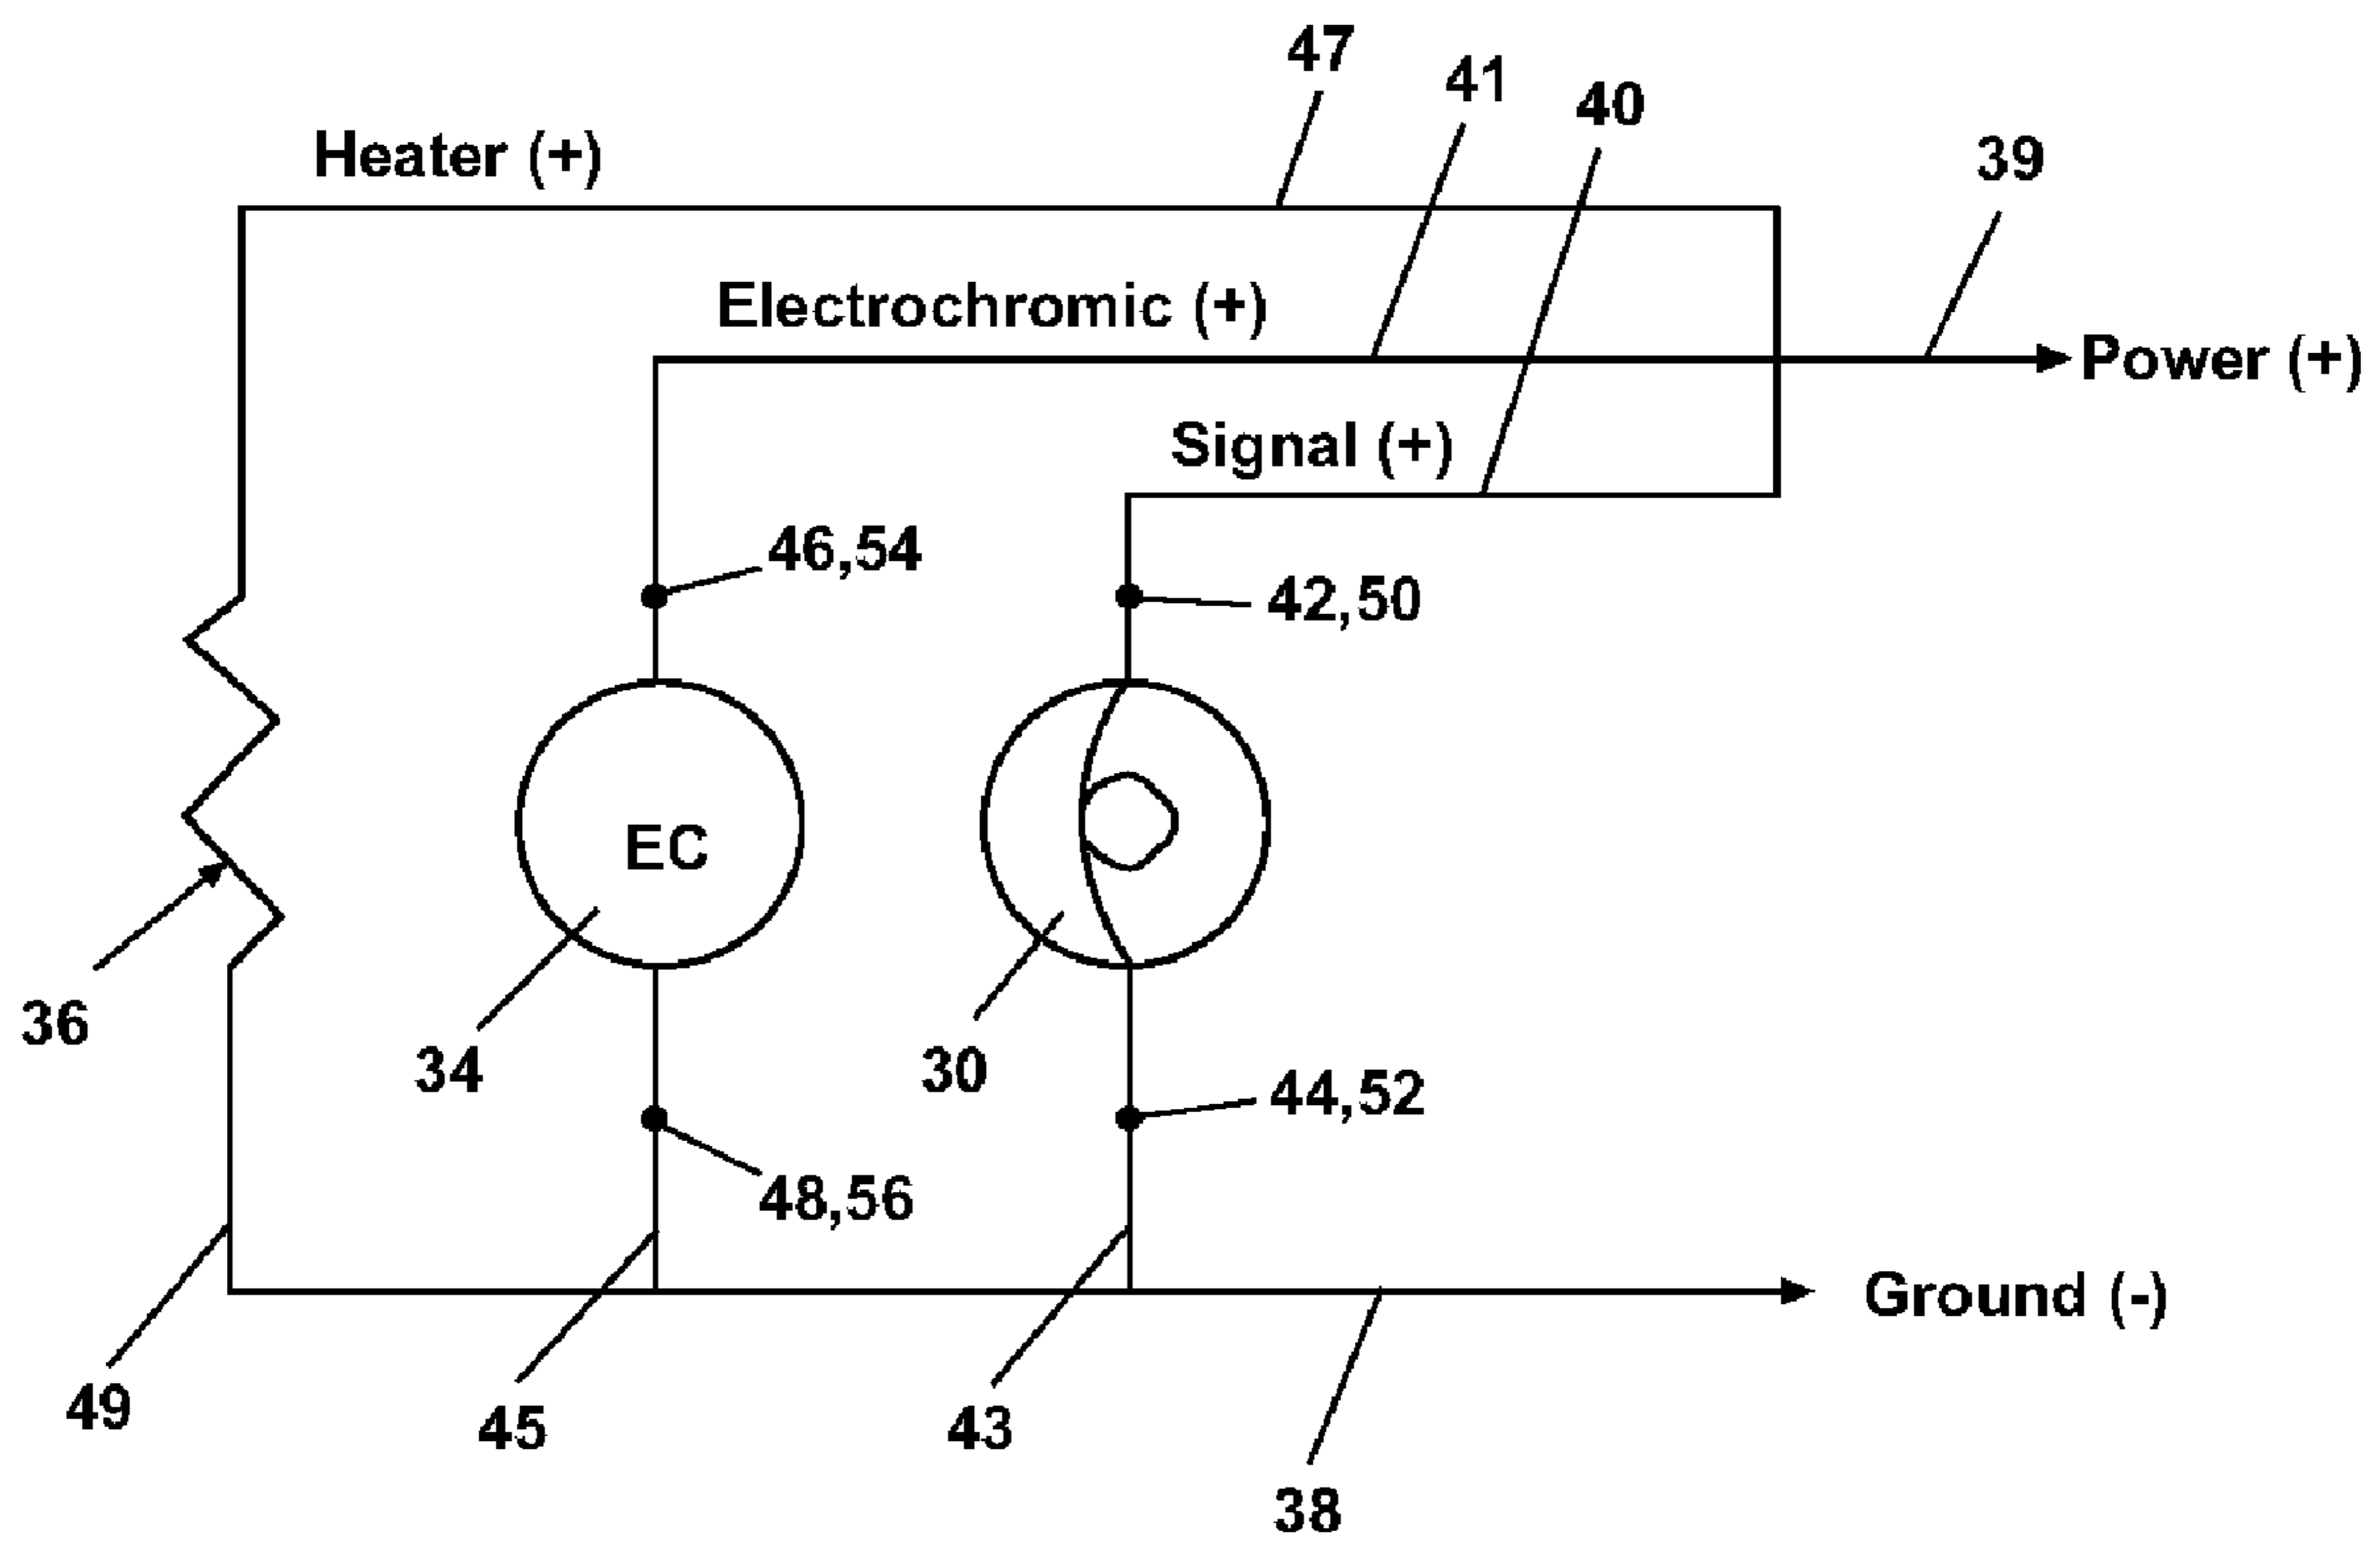 47
41
40
Heater (+)
39
Electrochromic (+)
Power (+)
Signal (+)
46,54
42,50
EC
36
34
30
44,52
48,56
Ground (-)
49
45
43
38